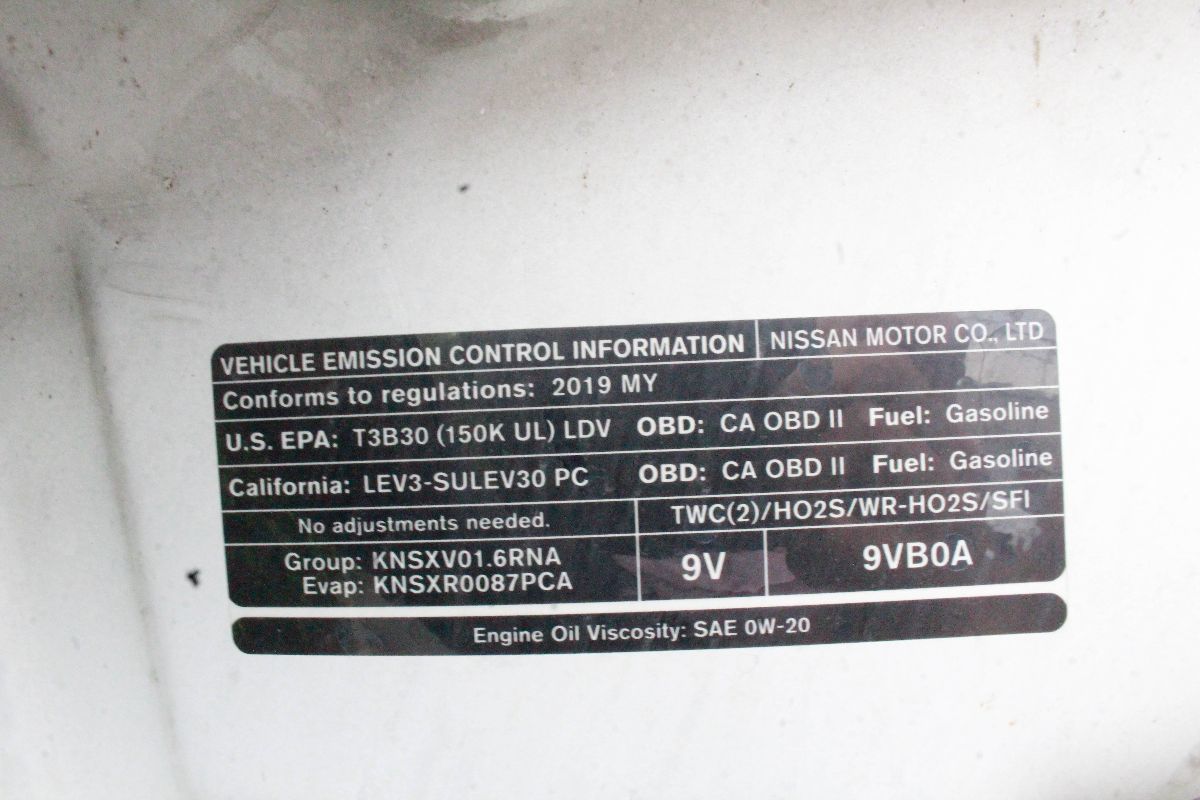 VEHICLE EMISSION CONTROL INFORMATION NISSAN MOTOR CO., LTD
Conforms to regulations: 2019 MY
U.S. EPA: T3B30 (150K UL) LDV OBD: CA OBD II Fuel: Gasoline
California: LEV3-SULEV30 PC OBD: CA OBD II Fuel: Gasoline
No adjustments needed. TWC(2)/HO2S/WR-HO2S/SFI
Group: KNSXV01.6RNA
Evap: KNSXR0087PCA
9V 9VB0A
Engine Oil Viscosity: SAE 0W-20